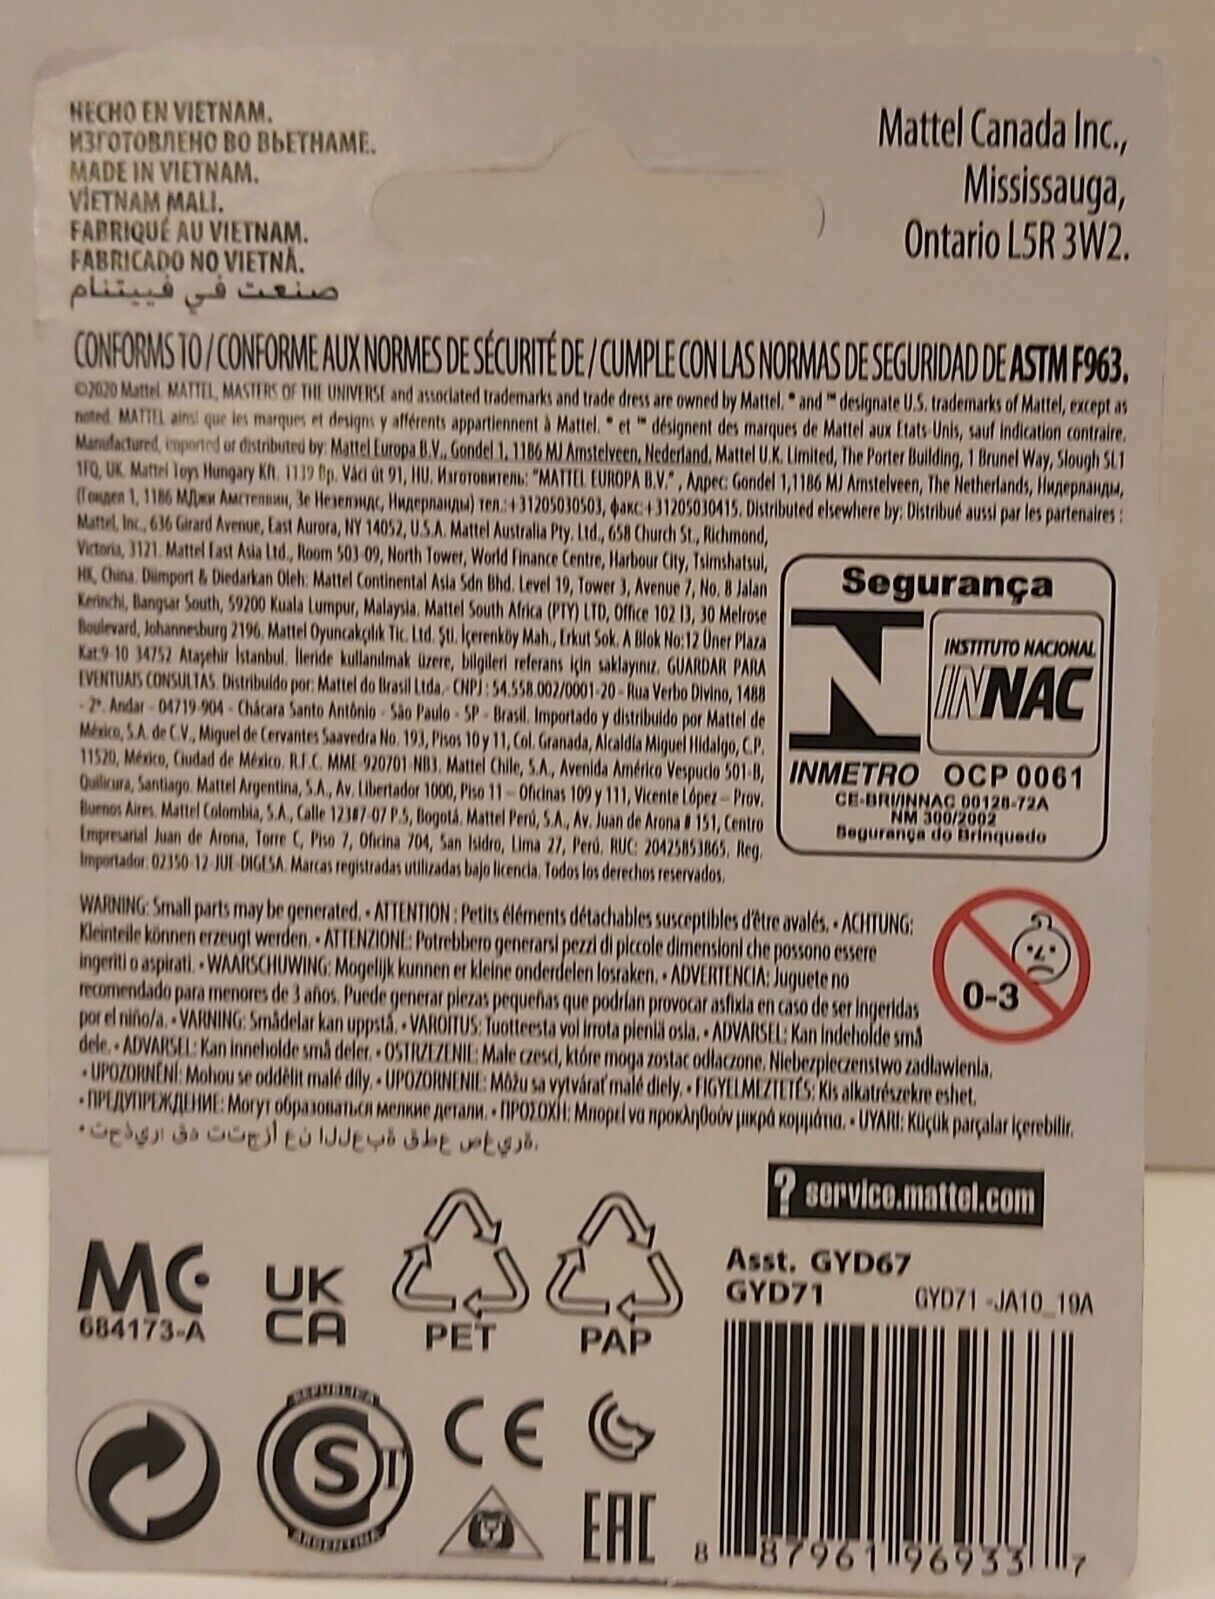 HECHO EN VIETNAM.
ИЗГОТОВЛЕНО ВО ВЬЕТНАМЕ.
MADE IN VIETNAM.
VİETNAM MALI.
FABRIQUÉ AU VIETNAM.
FABRICADO NO VIETNÃ.
صنعت في فييتنام
Mattel Canada Inc.,
Mississauga,
Ontario L5R 3W2.
CONFORMS TO / CONFORME AUX NORMES DE SÉCURITÉ DE / CUMPLE CON LAS NORMAS DE SEGURIDAD DE ASTM F963.
©2020 Mattel. MATTEL, MASTERS OF THE UNIVERSE and associated trademarks and trade dress are owned by Mattel. ® and ™ designate U.S. trademarks of Mattel, except as
noted. MATTEL ainsi que les marques et designs y afférents appartiennent à Mattel. ® et ™ désignent des marques de Mattel aux États-Unis, sauf indication contraire.
Manufactured, imported or distributed by: Mattel Europa B.V., Gondel 1, 1186 MJ Amstelveen, Nederland. Mattel U.K. Limited, The Porter Building, 1 Brunel Way, Slough SL1
1FQ, UK. Mattel Toys Hungary Kft. 1139 Bp. Váci út 91, HU. Изготовитель: "MATTEL EUROPA B.V." , Адрес: Gondel 1,1186 MJ Amstelveen, The Netherlands, Нидерланды,
(Гондел 1, 1186 МДжи Амстелвин, Зе Незелэндс, Нидерланды) тел.:+31205030503, факс:+31205030415. Distributed elsewhere by: Distribué aussi par les partenaires :
Mattel, Inc., 636 Girard Avenue, East Aurora, NY 14052, U.S.A. Mattel Australia Pty. Ltd., 658 Church St., Richmond,
Victoria, 3121. Mattel East Asia Ltd., Room 503-09, North Tower, World Finance Centre, Harbour City, Tsimshatsui,
HK, China. Diimport & Diedarkan Oleh: Mattel Continental Asia Sdn Bhd. Level 19, Tower 3, Avenue 7, No. 8 Jalan
Kerinchi, Bangsar South, 59200 Kuala Lumpur, Malaysia. Mattel South Africa (PTY) LTD, Office 102 I3, 30 Melrose
Boulevard, Johannesburg 2196. Mattel Oyuncakçılık Tic. Ltd. Şti. İçerenköy Mah., Erkut Sok. A Blok No:12 Üner Plaza
Kat:9-10 34752 Ataşehir İstanbul. İleride kullanılmak üzere, bilgileri referans için saklayınız. GUARDAR PARA
EVENTUAIS CONSULTAS. Distribuído por: Mattel do Brasil Ltda.- CNPJ : 54.558.002/0001-20 - Rua Verbo Divino, 1488
- 2º. Andar - 04719-904 - Chácara Santo Antônio - São Paulo - SP - Brasil. Importado y distribuido por Mattel de
México, S.A. de C.V., Miguel de Cervantes Saavedra No. 193, Pisos 10 y 11, Col. Granada, Alcaldía Miguel Hidalgo, C.P.
11520, México, Ciudad de México. R.F.C. MME-920701-NB3. Mattel Chile, S.A., Avenida Américo Vespucio 501-B,
Quilicura, Santiago. Mattel Argentina, S.A., Av. Libertador 1000, Piso 11 – Oficinas 109 y 111, Vicente López – Prov.
Buenos Aires. Mattel Colombia, S.A., Calle 123#7-07 P.5, Bogotá. Mattel Perú, S.A., Av. Juan de Arona # 151, Centro
Empresarial Juan de Arona, Torre C, Piso 7, Oficina 704, San Isidro, Lima 27, Perú. RUC: 20425853865. Reg.
Importador: 02350-12-JUE-DIGESA. Marcas registradas utilizadas bajo licencia. Todos los derechos reservados.
Segurança
INSTITUTO NACIONAL
INNAC
INMETRO OCP 0061
CE-BRI/INNAC 00128-72A
NM 300/2002
Segurança do Brinquedo
WARNING: Small parts may be generated. • ATTENTION : Petits éléments détachables susceptibles d'être avalés. • ACHTUNG:
Kleinteile können erzeugt werden. • ATTENZIONE: Potrebbero generarsi pezzi di piccole dimensioni che possono essere
ingeriti o aspirati. • WAARSCHUWING: Mogelijk kunnen er kleine onderdelen losraken. • ADVERTENCIA: Juguete no
recomendado para menores de 3 años. Puede generar piezas pequeñas que podrían provocar asfixia en caso de ser ingeridas
por el niño/a. • VARNING: Smådelar kan uppstå. • VAROITUS: Tuotteesta voi irrota pieniä osia. • ADVARSEL: Kan indeholde små
dele. • ADVARSEL: Kan inneholde små deler. • OSTRZEŻENIE: Małe części, które mogą zostać odłączone. Niebezpieczeństwo zadławienia.
• UPOZORNĚNÍ: Mohou se oddělit malé díly. • UPOZORNENIE: Môžu sa vytvárať malé diely. • FIGYELMEZTETÉS: Kis alkatrészekre eshet.
• ПРЕДУПРЕЖДЕНИЕ: Могут образоваться мелкие детали. • ΠΡΟΣΟΧΗ: Μπορεί να προκληθούν μικρά κομμάτια. • UYARI: Küçük parçalar içerebilir.
• تحذير: قد تتجزأ عن اللعبة قطع صغيرة.
0-3
? service.mattel.com
Asst. GYD67
GYD71 GYD71 -JA10_19A
MC
684173-A
UK
CA
PET
PAP
REPUBLICA
S T
ARGENTINA
CE
EAC
8 87961 96933 7